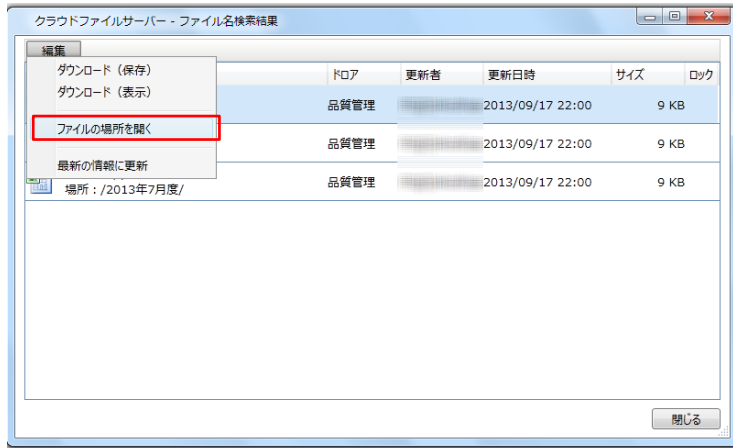 クラウドファイルサーバー - ファイル名検索結果
編集
ダウンロード（保存）
ダウンロード（表示）
ファイルの場所を開く
最新の情報に更新
ドロア 更新者 更新日時 サイズ ロック
品質管理 2013/09/17 22:00 9 KB
品質管理 2013/09/17 22:00 9 KB
品質管理 2013/09/17 22:00 9 KB
場所：/2013年7月度/
閉じる